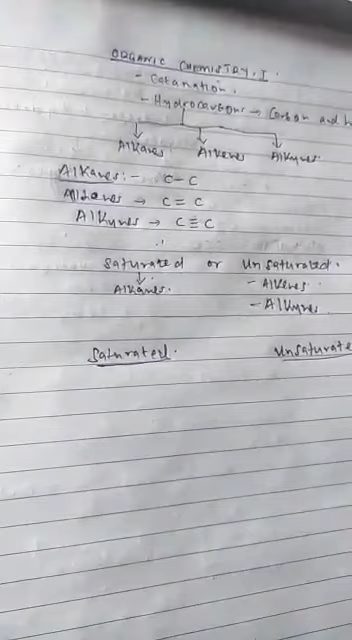 ORGANIC CHEMISTRY. I
- Catanation.
- Hydrocarbons → Carbon and h
Alkanes Alkenes Alkynes.
Alkanes :- C-C
Alkenes → C=C
Alkynes → C≡C
Saturated or Unsaturated.
Alkanes. - Alkenes.
- Alkynes
Saturated. Unsaturate